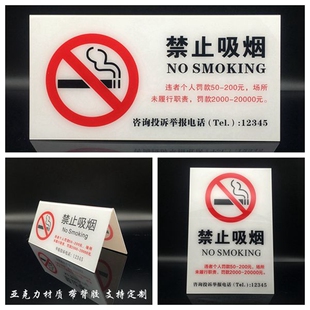 禁止吸烟
NO SMOKING
违者个人罚款50-200元，场所
未履行职责，罚款2000-20000元。
咨询投诉举报电话（Tel.）:12345
禁止吸烟
No Smoking
禁止吸烟
NO SMOKING
违者个人罚款50-200元，场所
未履行职责，罚款2000-20000元。
咨询投诉举报电话（Tel.）:12345
亚克力材质 带背胶 支持定制